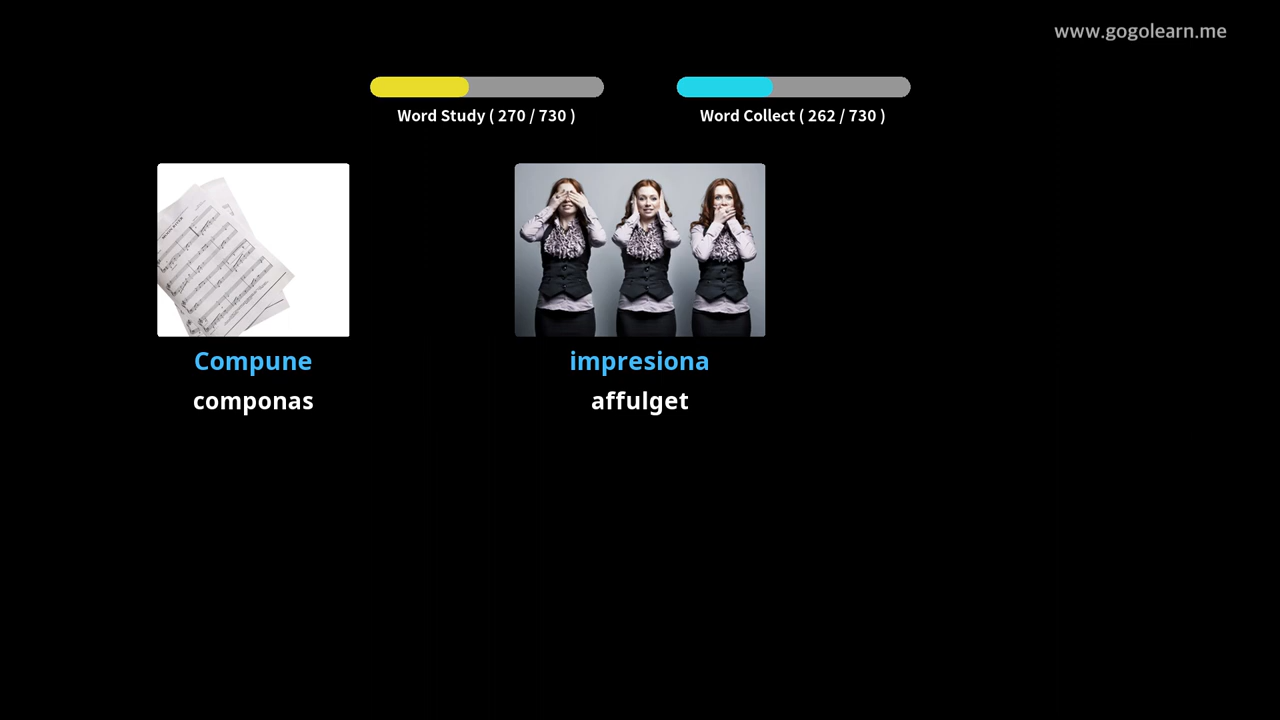 www.gogolearn.me
Word Study ( 270 / 730 )
Word Collect ( 262 / 730 )
Compune
componas
impresiona
affulget